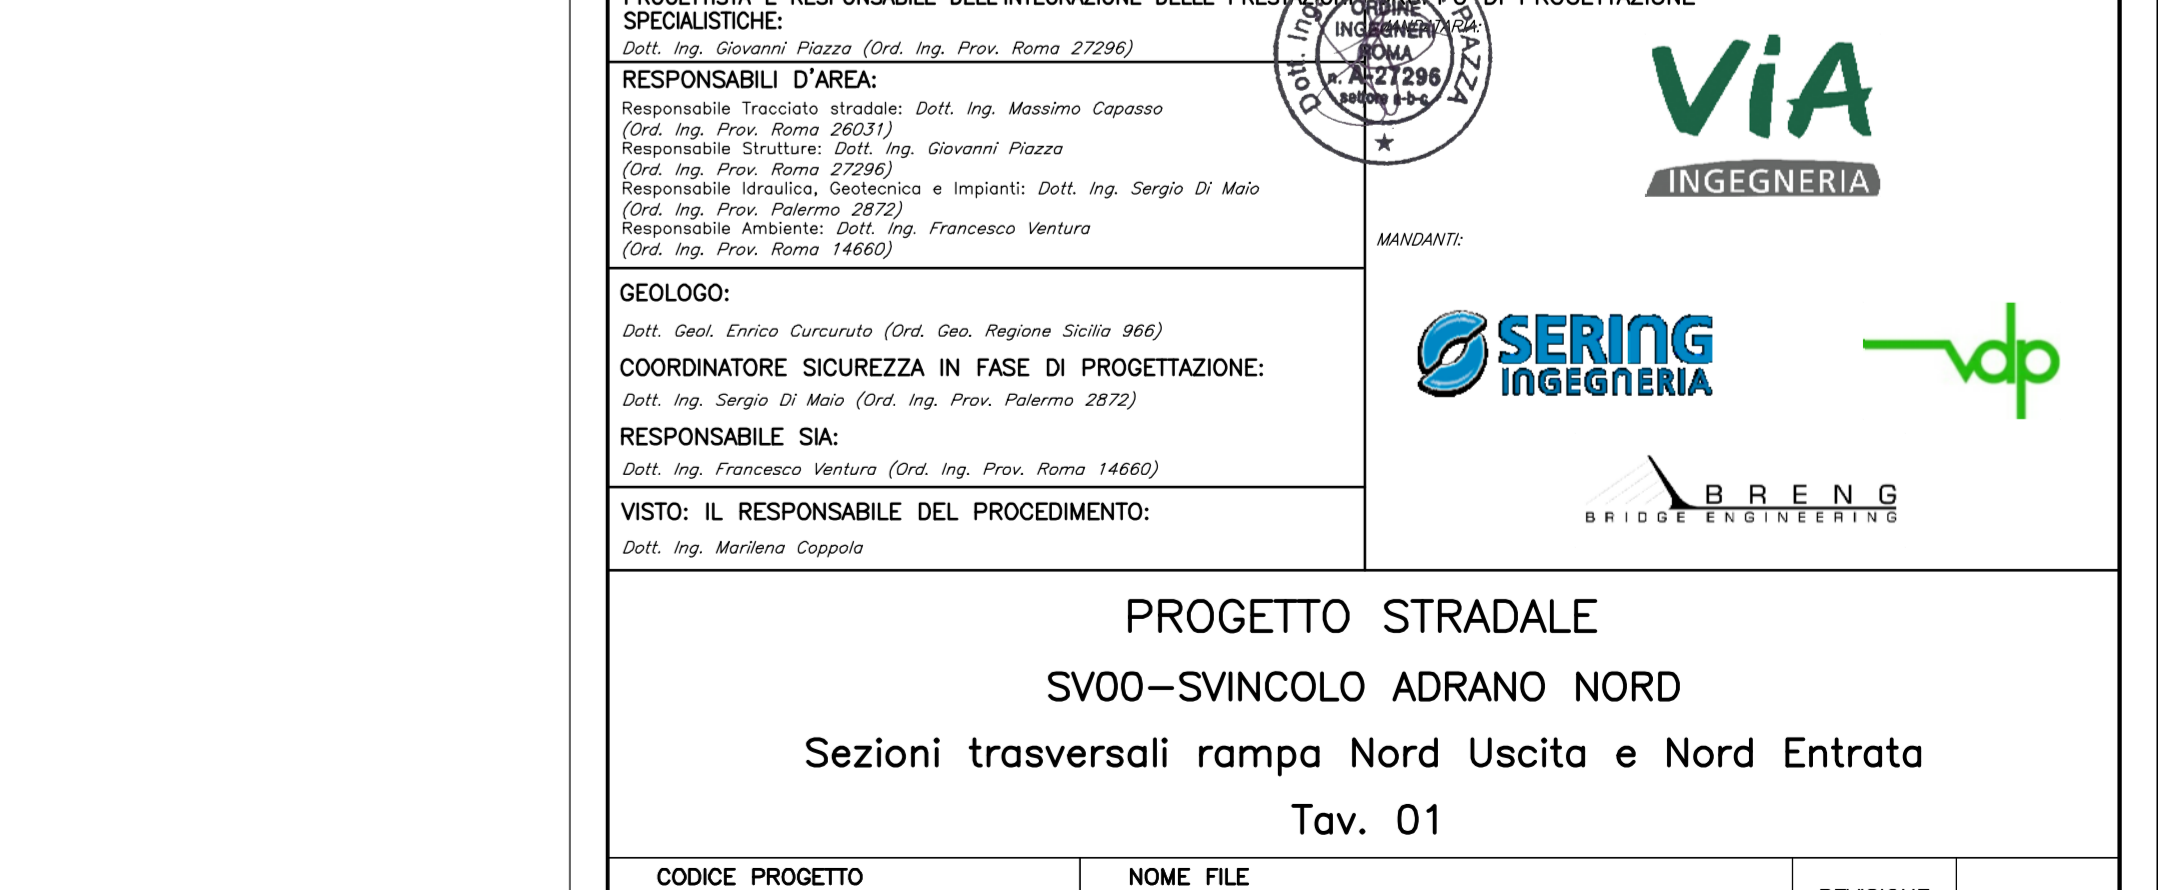 SPECIALISTICHE:
Dott. Ing. Giovanni Piazza (Ord. Ing. Prov. Roma 27296)
RESPONSABILI D'AREA:
Responsabile Tracciato stradale: Dott. Ing. Massimo Capasso
(Ord. Ing. Prov. Roma 26031)
Responsabile Strutture: Dott. Ing. Giovanni Piazza
(Ord. Ing. Prov. Roma 27296)
Responsabile Idraulica, Geotecnica e Impianti: Dott. Ing. Sergio Di Maio
(Ord. Ing. Prov. Palermo 2872)
Responsabile Ambiente: Dott. Ing. Francesco Ventura
(Ord. Ing. Prov. Roma 14660)
GEOLOGO:
Dott. Geol. Enrico Curcuruto (Ord. Geo. Regione Sicilia 966)
COORDINATORE SICUREZZA IN FASE DI PROGETTAZIONE:
Dott. Ing. Sergio Di Maio (Ord. Ing. Prov. Palermo 2872)
RESPONSABILE SIA:
Dott. Ing. Francesco Ventura (Ord. Ing. Prov. Roma 14660)
VISTO: IL RESPONSABILE DEL PROCEDIMENTO:
Dott. Ing. Marilena Coppola
Dott. Ing. PIAZZA
ORDINE
INGEGNERI
ROMA
n. A-27296
settore a-b-c
MANDATARIA:
ViA
INGEGNERIA
MANDANTI:
SERING
INGEGNERIA
vdp
BRENG
BRIDGE ENGINEERING
PROGETTO STRADALE
SV00-SVINCOLO ADRANO NORD
Sezioni trasversali rampa Nord Uscita e Nord Entrata
Tav. 01
CODICE PROGETTO
NOME FILE